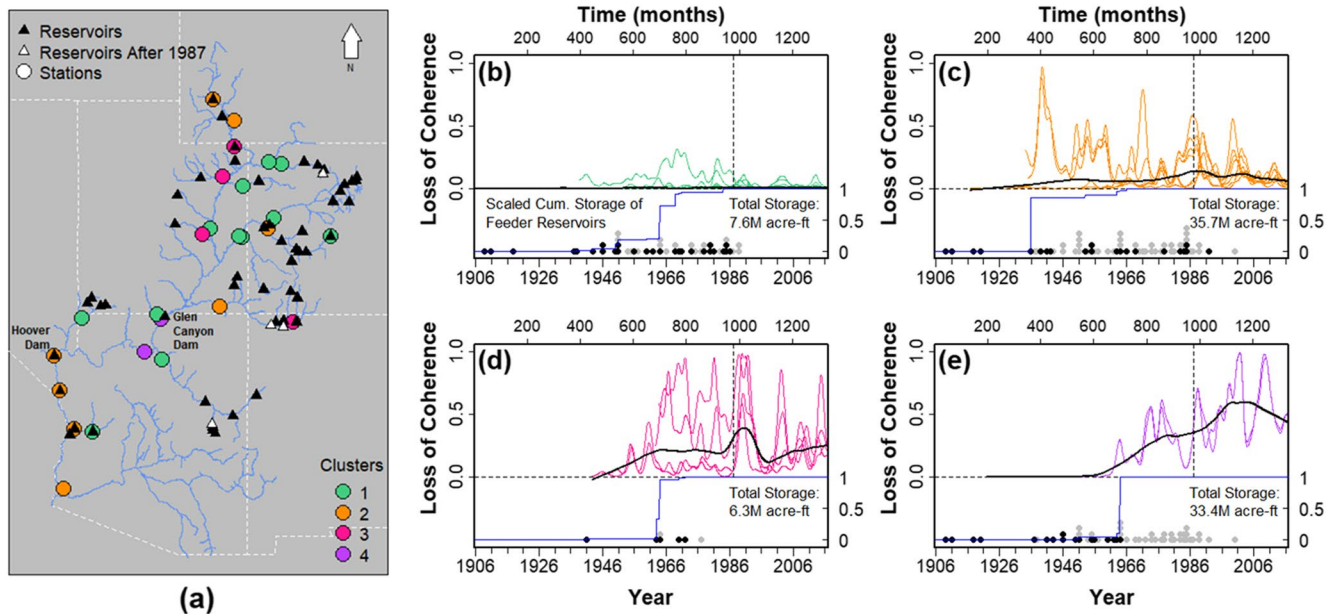 Reservoirs
Reservoirs After 1987
Stations
N
Hoover
Dam
Glen
Canyon
Dam
Clusters
1
2
3
4
(a)
Time (months)
200 400 600 800 1000 1200
(b)
Loss of Coherence
1.0
0.5
0.0
Scaled Cum. Storage of
Feeder Reservoirs
Total Storage:
7.6M acre-ft
1
0.5
0
1906 1926 1946 1966 1986 2006
Time (months)
200 400 600 800 1000 1200
(c)
Loss of Coherence
1.0
0.5
0.0
Total Storage:
35.7M acre-ft
1
0.5
0
1906 1926 1946 1966 1986 2006
200 400 600 800 1000 1200
(d)
Loss of Coherence
1.0
0.5
0.0
Total Storage:
6.3M acre-ft
1
0.5
0
1906 1926 1946 1966 1986 2006
Year
200 400 600 800 1000 1200
(e)
Loss of Coherence
1.0
0.5
0.0
Total Storage:
33.4M acre-ft
1
0.5
0
1906 1926 1946 1966 1986 2006
Year